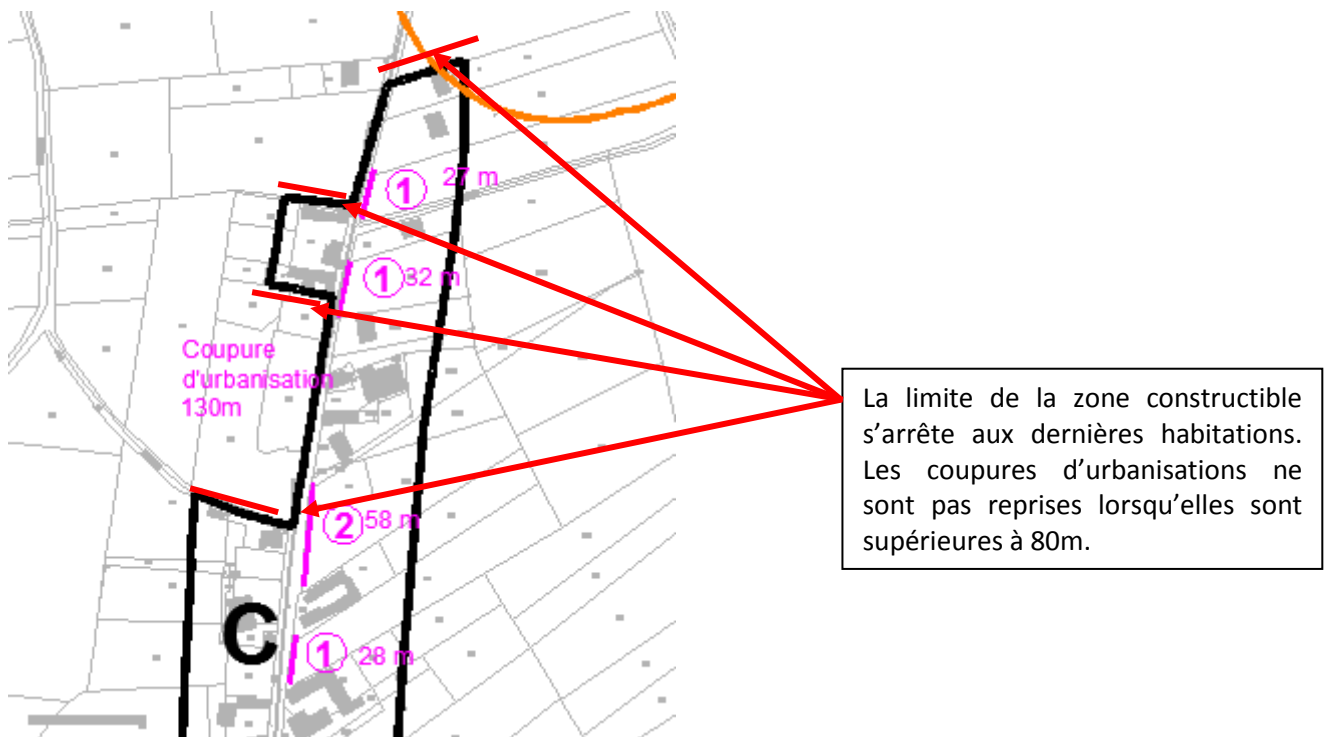 ① 27 m
① 32 m
Coupure
d'urbanisation
130m
② 58 m
C
① 28 m
La limite de la zone constructible
s’arrête aux dernières habitations.
Les coupures d’urbanisations ne
sont pas reprises lorsqu’elles sont
supérieures à 80m.